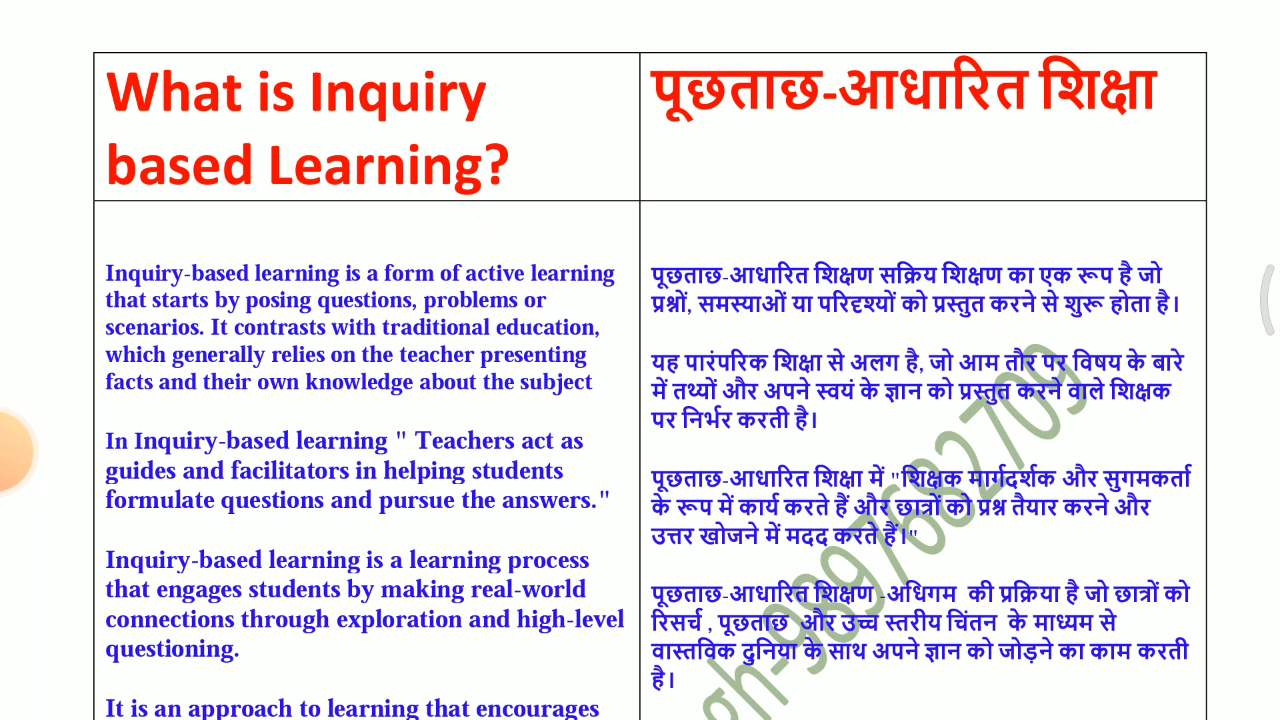 What is Inquiry
based Learning?
पूछताछ-आधारित शिक्षा
Inquiry-based learning is a form of active learning
that starts by posing questions, problems or
scenarios. It contrasts with traditional education,
which generally relies on the teacher presenting
facts and their own knowledge about the subject
In Inquiry-based learning " Teachers act as
guides and facilitators in helping students
formulate questions and pursue the answers."
Inquiry-based learning is a learning process
that engages students by making real-world
connections through exploration and high-level
questioning.
It is an approach to learning that encourages
पूछताछ-आधारित शिक्षण सक्रिय शिक्षण का एक रूप है जो
प्रश्नों, समस्याओं या परिदृश्यों को प्रस्तुत करने से शुरू होता है।
यह पारंपरिक शिक्षा से अलग है, जो आम तौर पर विषय के बारे
में तथ्यों और अपने स्वयं के ज्ञान को प्रस्तुत करने वाले शिक्षक
पर निर्भर करती है।
पूछताछ-आधारित शिक्षा में "शिक्षक मार्गदर्शक और सुगमकर्ता
के रूप में कार्य करते हैं और छात्रों को प्रश्न तैयार करने और
उत्तर खोजने में मदद करते हैं।"
पूछताछ-आधारित शिक्षण -अधिगम की प्रक्रिया है जो छात्रों को
रिसर्च , पूछताछ और उच्च स्तरीय चिंतन के माध्यम से
वास्तविक दुनिया के साथ अपने ज्ञान को जोड़ने का काम करती
है।
gh-9897682709